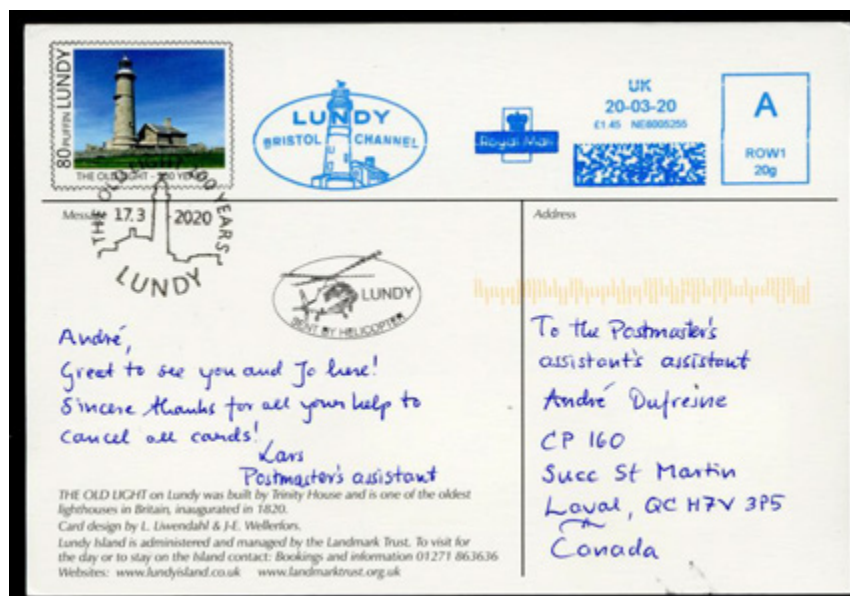 80 PUFFIN LUNDY
THE OLD LIGHT - 200 YEARS
LUNDY
BRISTOL CHANNEL
Royal Mail
UK
20-03-20
£1.45 NE6005255
A
ROW1
20g
THE OLD LIGHT 200 YEARS
17.3 2020
LUNDY
Message
Address
LUNDY
SENT BY HELICOPTER
André,
Great to see you and Jo here!
Sincere thanks for all your help to
cancel all cards!
Lars
Postmaster's assistant
THE OLD LIGHT on Lundy was built by Trinity House and is one of the oldest
lighthouses in Britain, inaugurated in 1820.
Card design by L. Liwendahl & J-E. Wellerfors.
Lundy Island is administered and managed by the Landmark Trust. To visit for
the day or to stay on the Island contact: Bookings and information 01271 863636
Websites: www.lundyisland.co.uk www.landmarktrust.org.uk
To the Postmaster's
assistant's assistant
André Dufresne
CP 160
Succ St Martin
Laval, QC H7V 3P5
Canada